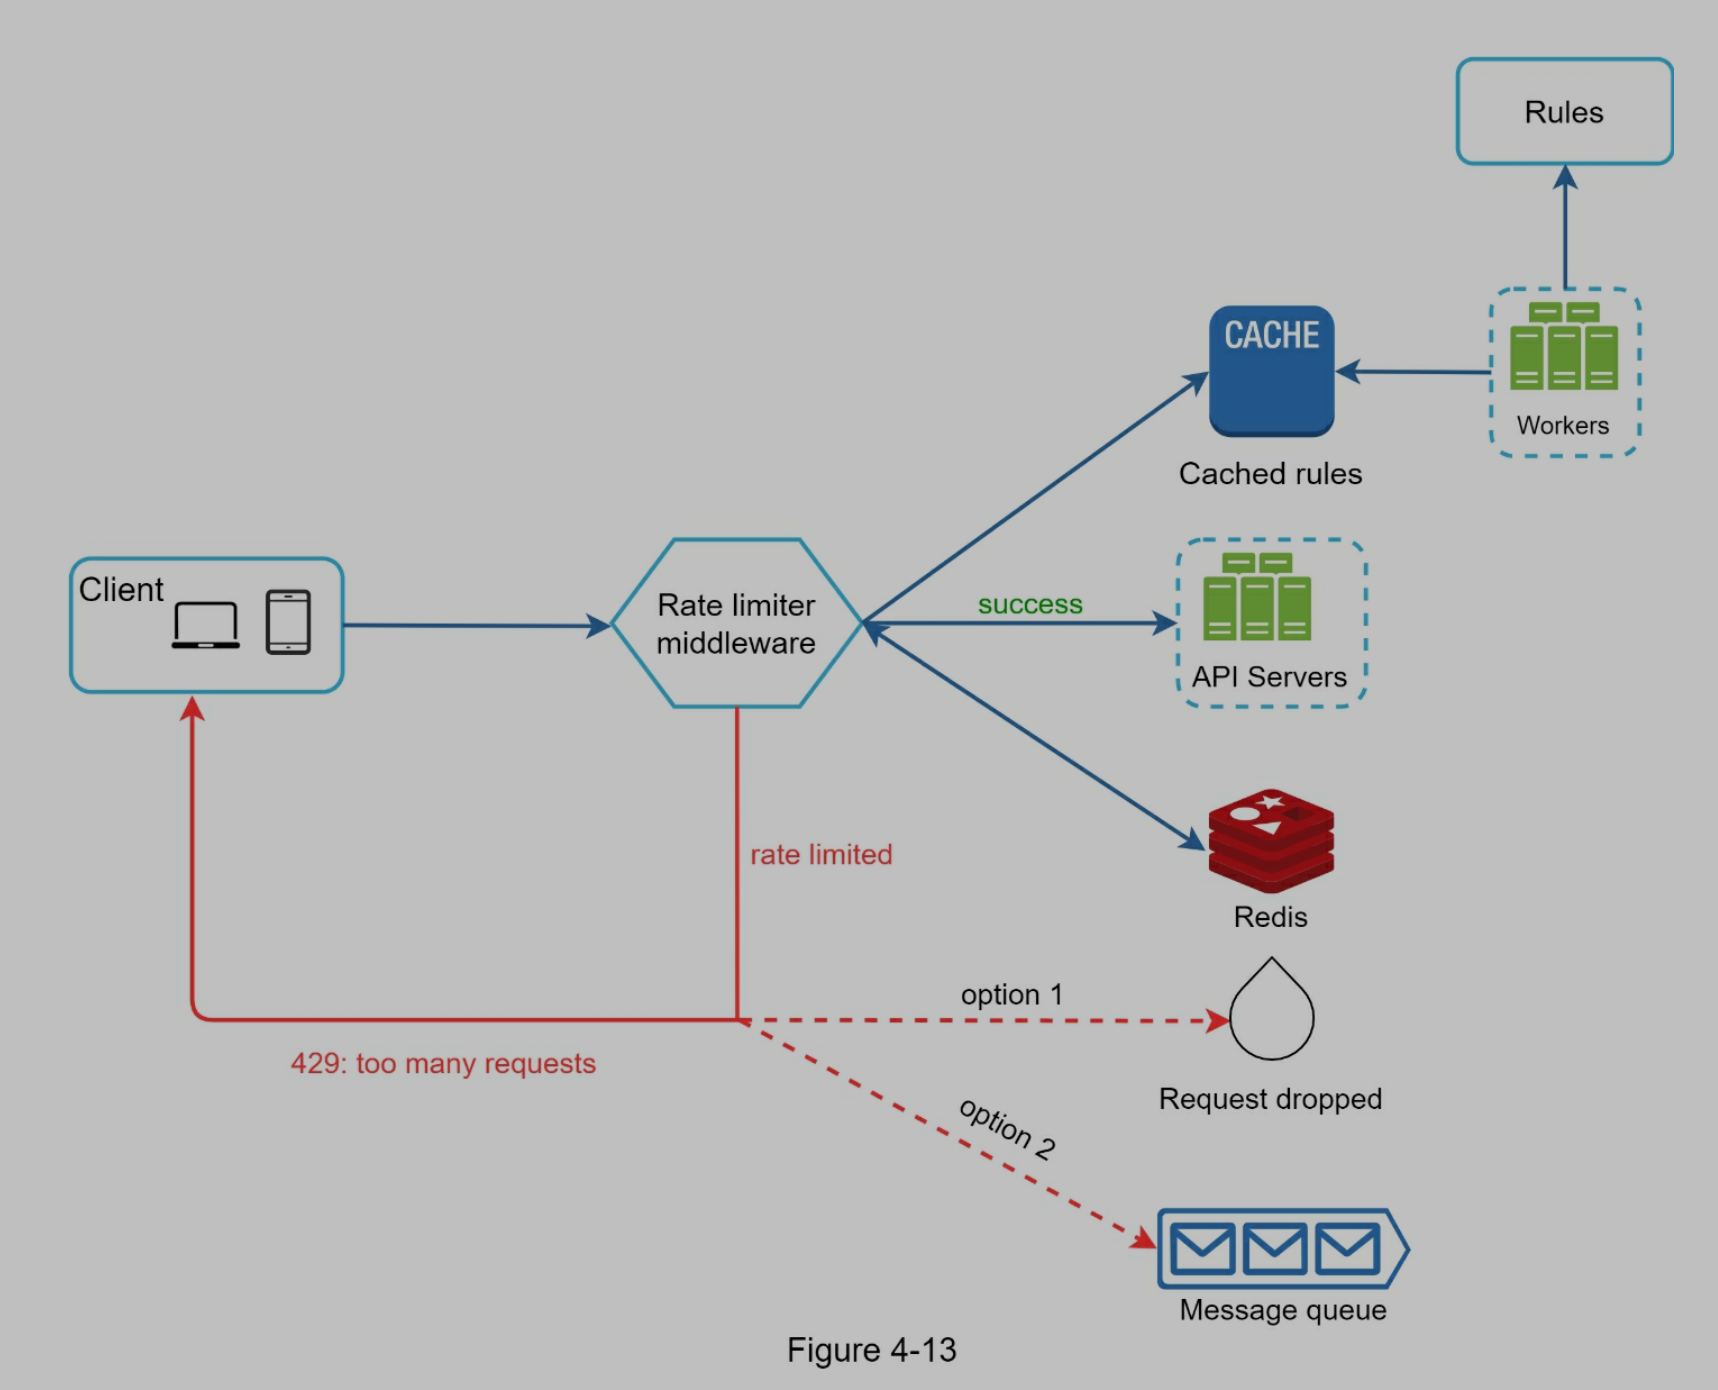 Rules
CACHE
Workers
Cached rules
Client
Rate limiter
middleware
success
API Servers
rate limited
Redis
option 1
429: too many requests
Request dropped
option 2
Message queue
Figure 4-13